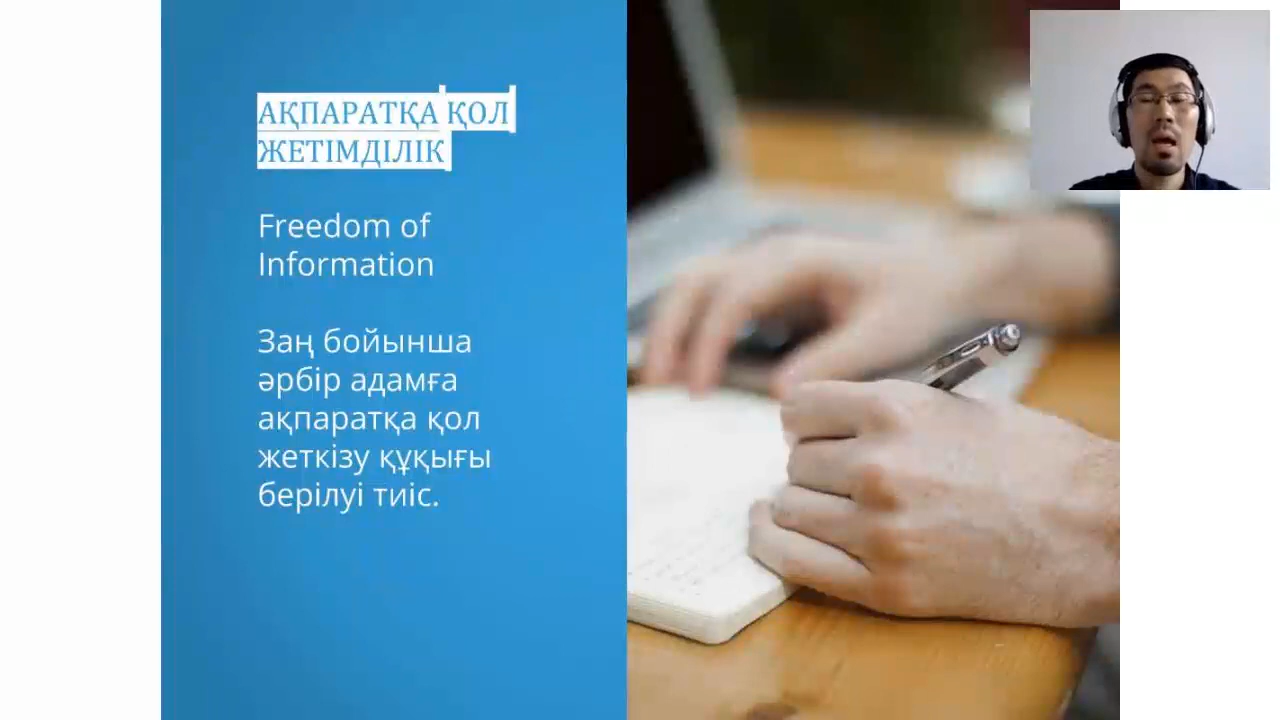 АҚПАРАТҚА ҚОЛ
ЖЕТІМДІЛІК
Freedom of
Information
Заң бойынша
әрбір адамға
ақпаратқа қол
жеткізу құқығы
берілуі тиіс.